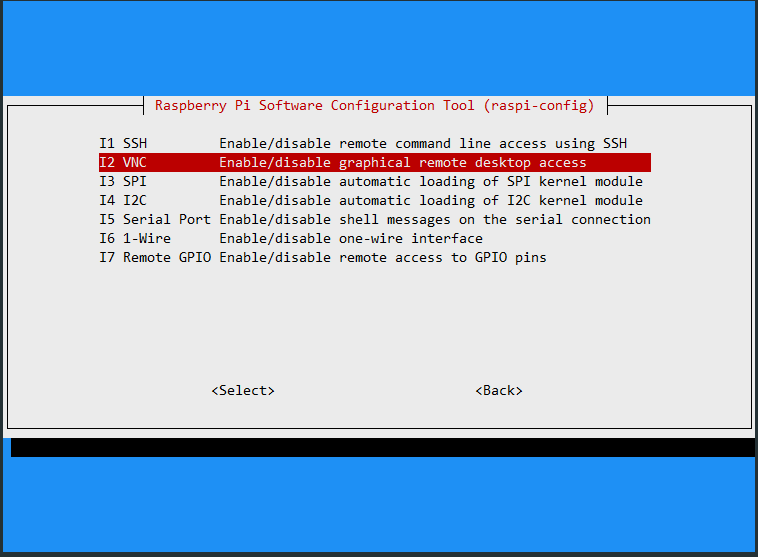 Raspberry Pi Software Configuration Tool (raspi-config)
I1 SSH Enable/disable remote command line access using SSH
I2 VNC Enable/disable graphical remote desktop access
I3 SPI Enable/disable automatic loading of SPI kernel module
I4 I2C Enable/disable automatic loading of I2C kernel module
I5 Serial Port Enable/disable shell messages on the serial connection
I6 1-Wire Enable/disable one-wire interface
I7 Remote GPIO Enable/disable remote access to GPIO pins
<Select> <Back>